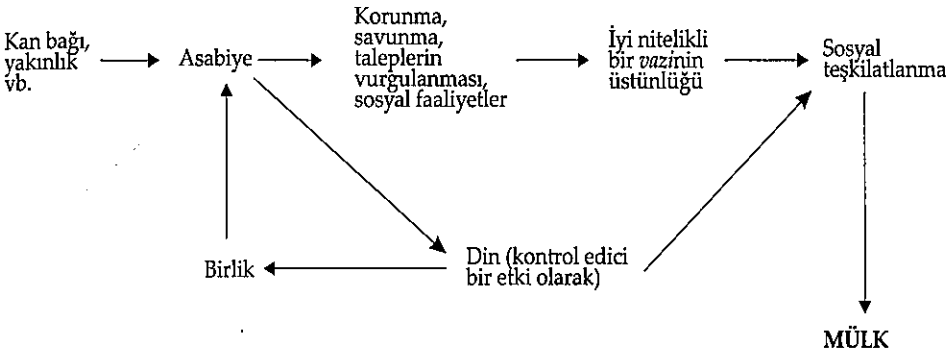 Kan bağı,
yakınlık
vb.
Asabiye
Korunma,
savunma,
taleplerin
vurgulanması,
sosyal faaliyetler
İyi nitelikli
bir vazinin
üstünlüğü
Sosyal
teşkilatlanma
Birlik
Din (kontrol edici
bir etki olarak)
MÜLK